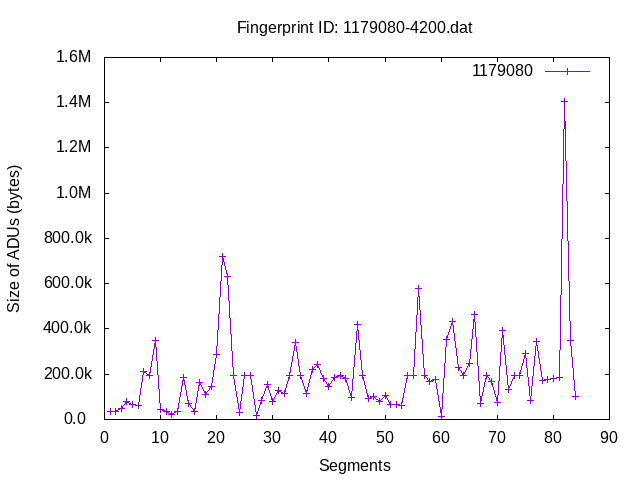 Fingerprint ID: 1179080-4200.dat
1179080
1.6M
1.4M
1.2M
1.0M
800.0k
600.0k
400.0k
200.0k
0.0
Size of ADUs (bytes)
0 10 20 30 40 50 60 70 80 90
Segments